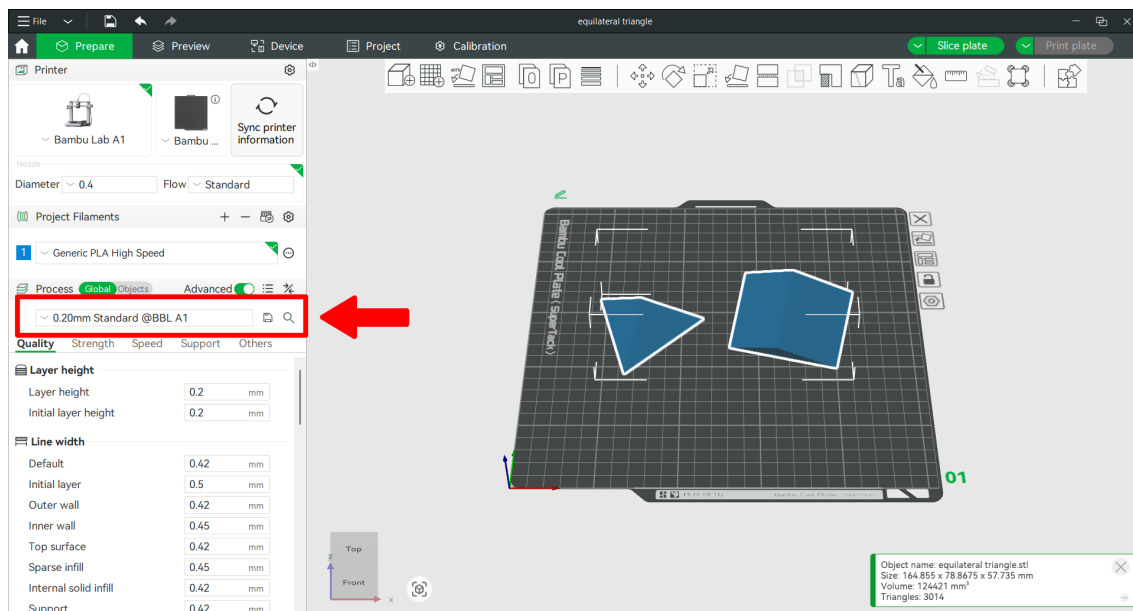 File
equilateral triangle
Prepare
Preview
Device
Project
Calibration
Slice plate
Print plate
Printer
Bambu Lab A1
Bambu ...
Sync printer
information
Nozzle
Diameter 0.4 Flow Standard
Project Filaments
1 Generic PLA High Speed
Process Global Objects Advanced
0.20mm Standard @BBL A1
Quality Strength Speed Support Others
Layer height
Layer height 0.2 mm
Initial layer height 0.2 mm
Line width
Default 0.42 mm
Initial layer 0.5 mm
Outer wall 0.42 mm
Inner wall 0.45 mm
Top surface 0.42 mm
Sparse infill 0.45 mm
Internal solid infill 0.42 mm
Support 0.42 mm
AUTO
0
P
Ta
Bambu Cool Plate (SuperTack)
01
Top
Front
z
x
Object name: equilateral triangle.stl
Size: 164.855 x 78.8675 x 57.735 mm
Volume: 124421 mm³
Triangles: 3014